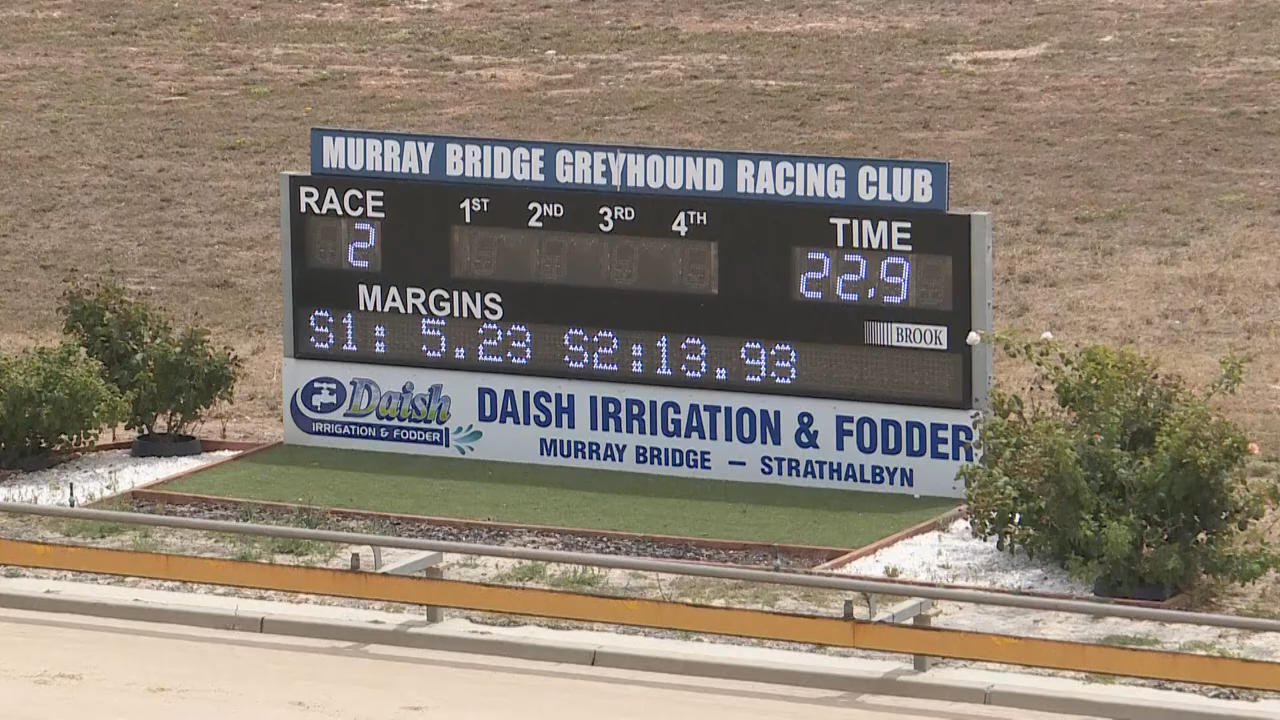 MURRAY BRIDGE GREYHOUND RACING CLUB
RACE 1ST 2ND 3RD 4TH TIME
2 22.9
MARGINS
BROOK
S1: 5.23 S2:13.93
Daish
IRRIGATION & FODDER
DAISH IRRIGATION & FODDER
MURRAY BRIDGE – STRATHALBYN